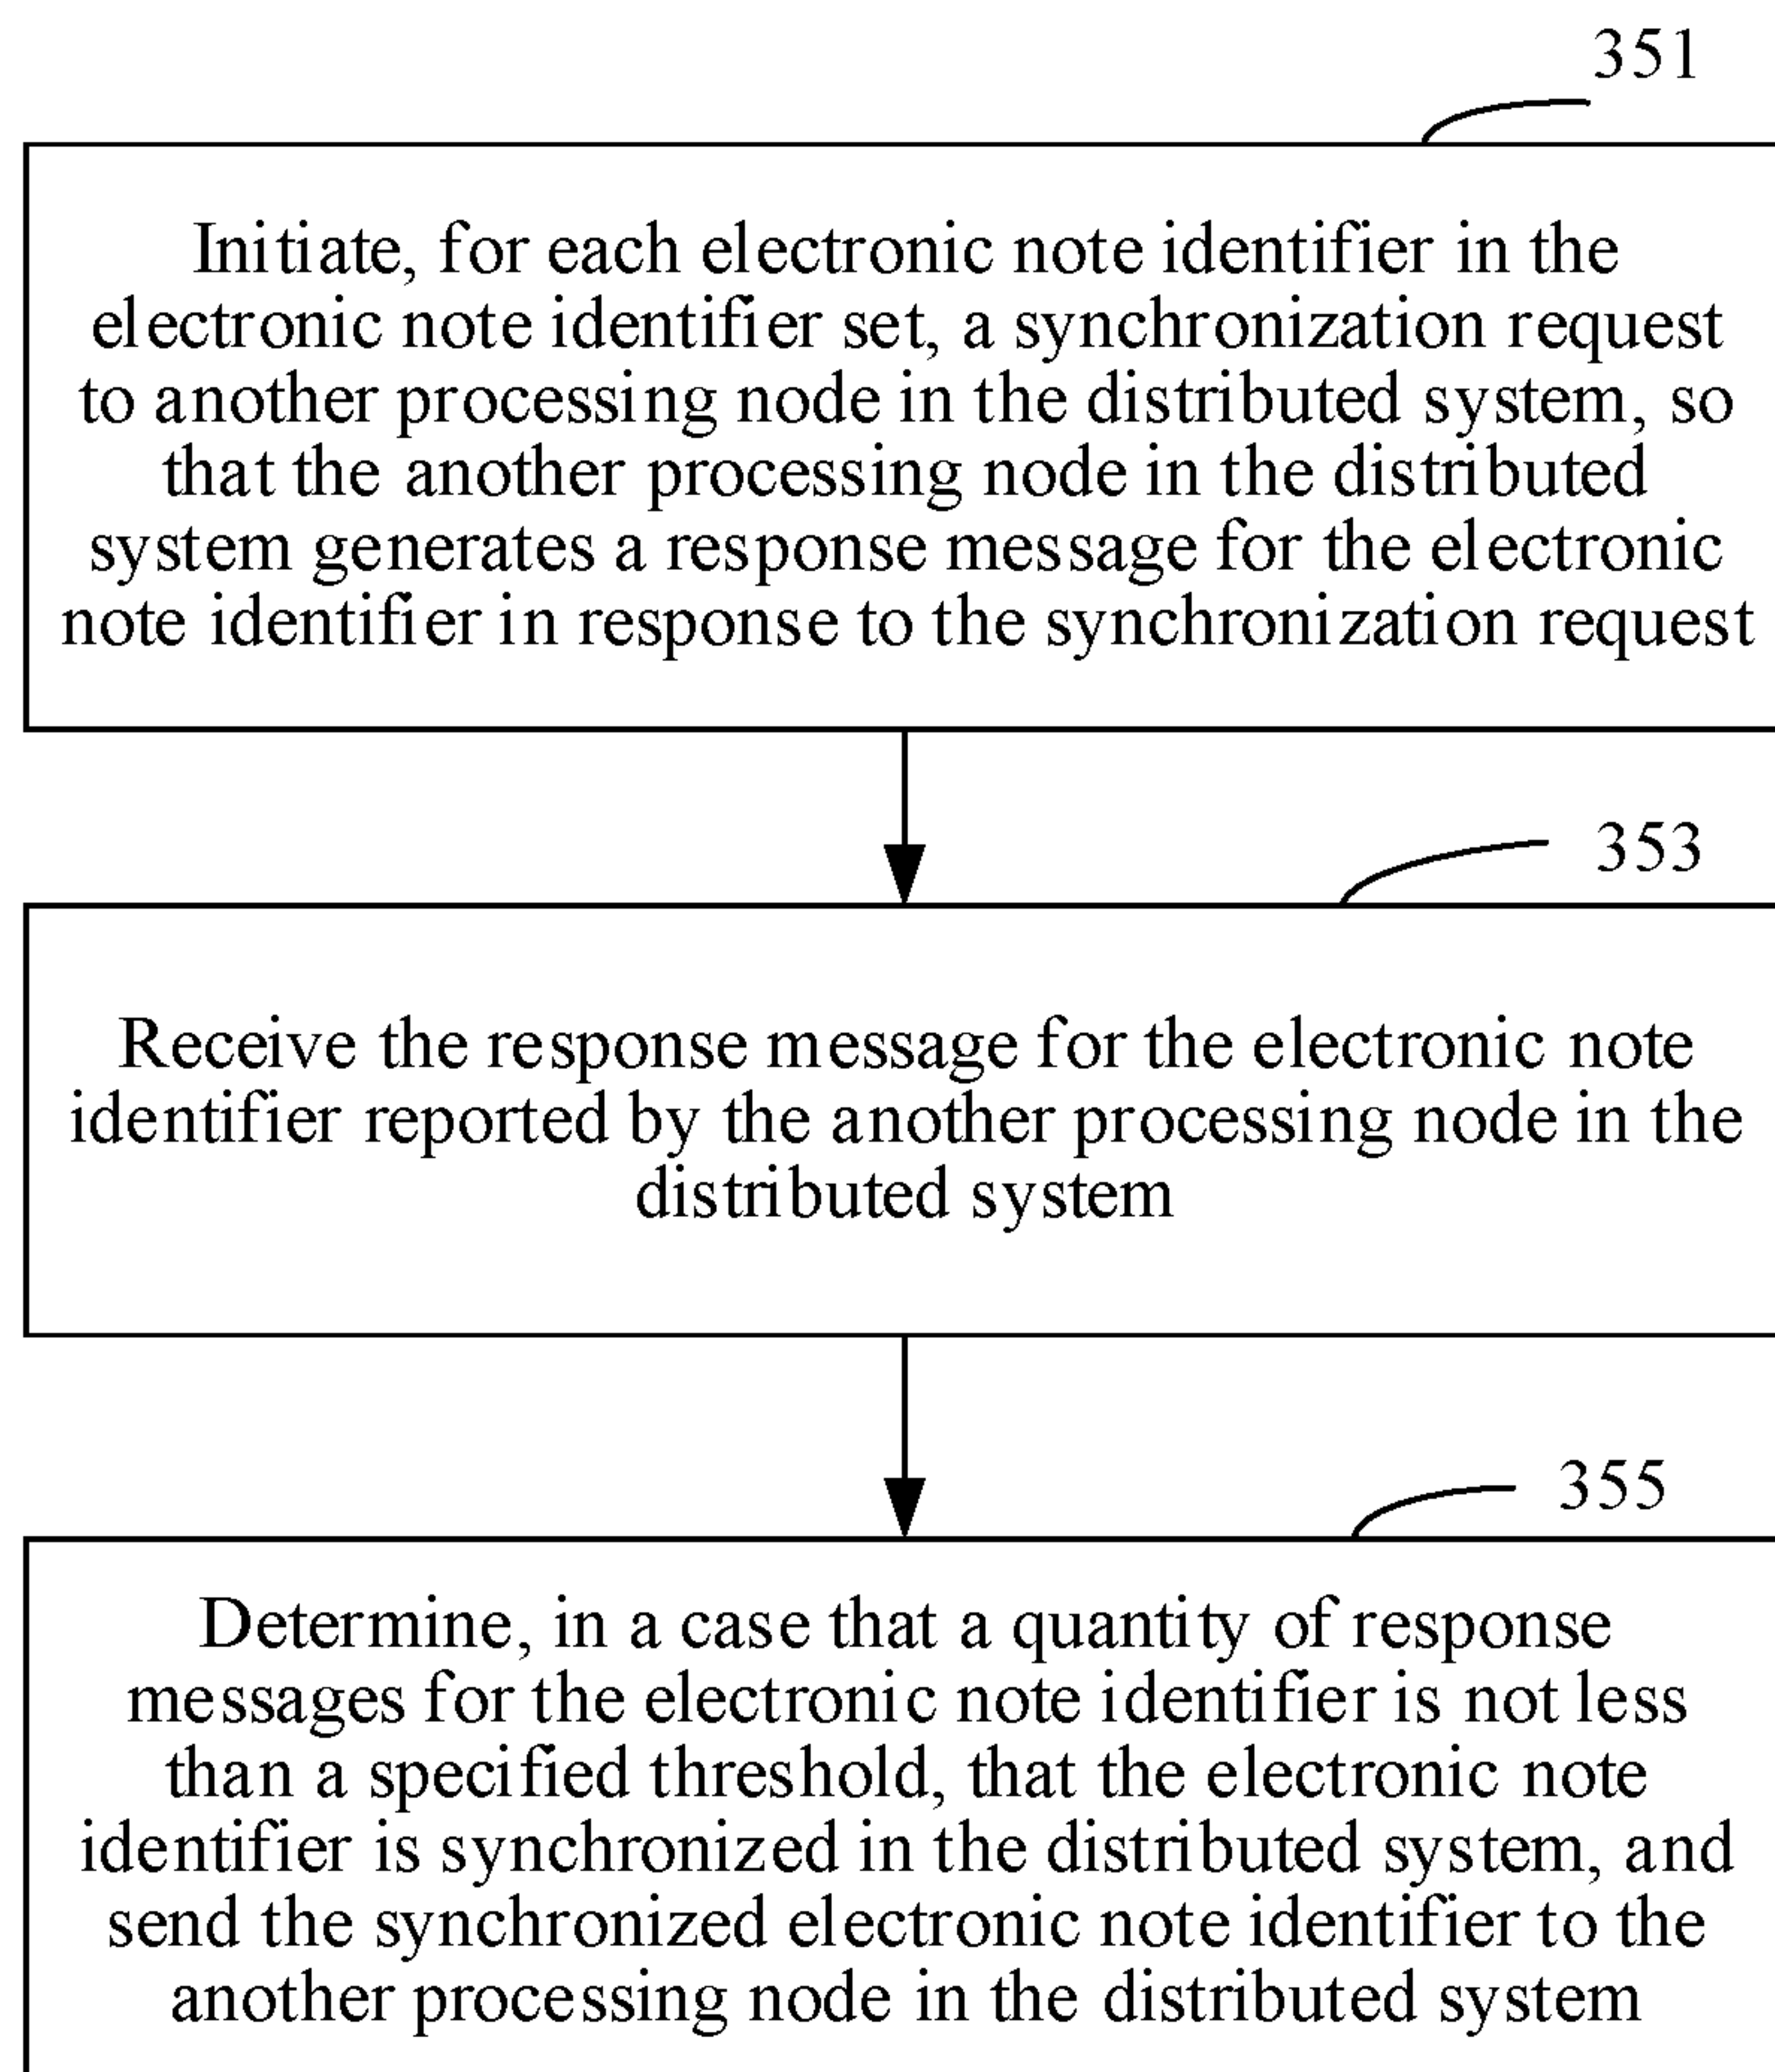 351
Initiate, for each electronic note identifier in the
electronic note identifier set, a synchronization request
to another processing node in the distributed system, so
that the another processing node in the distributed
system generates a response message for the electronic
note identifier in response to the synchronization request
353
Receive the response message for the electronic note
identifier reported by the another processing node in the
distributed system
355
Determine, in a case that a quantity of response
messages for the electronic note identifier is not less
than a specified threshold, that the electronic note
identifier is synchronized in the distributed system, and
send the synchronized electronic note identifier to the
another processing node in the distributed system